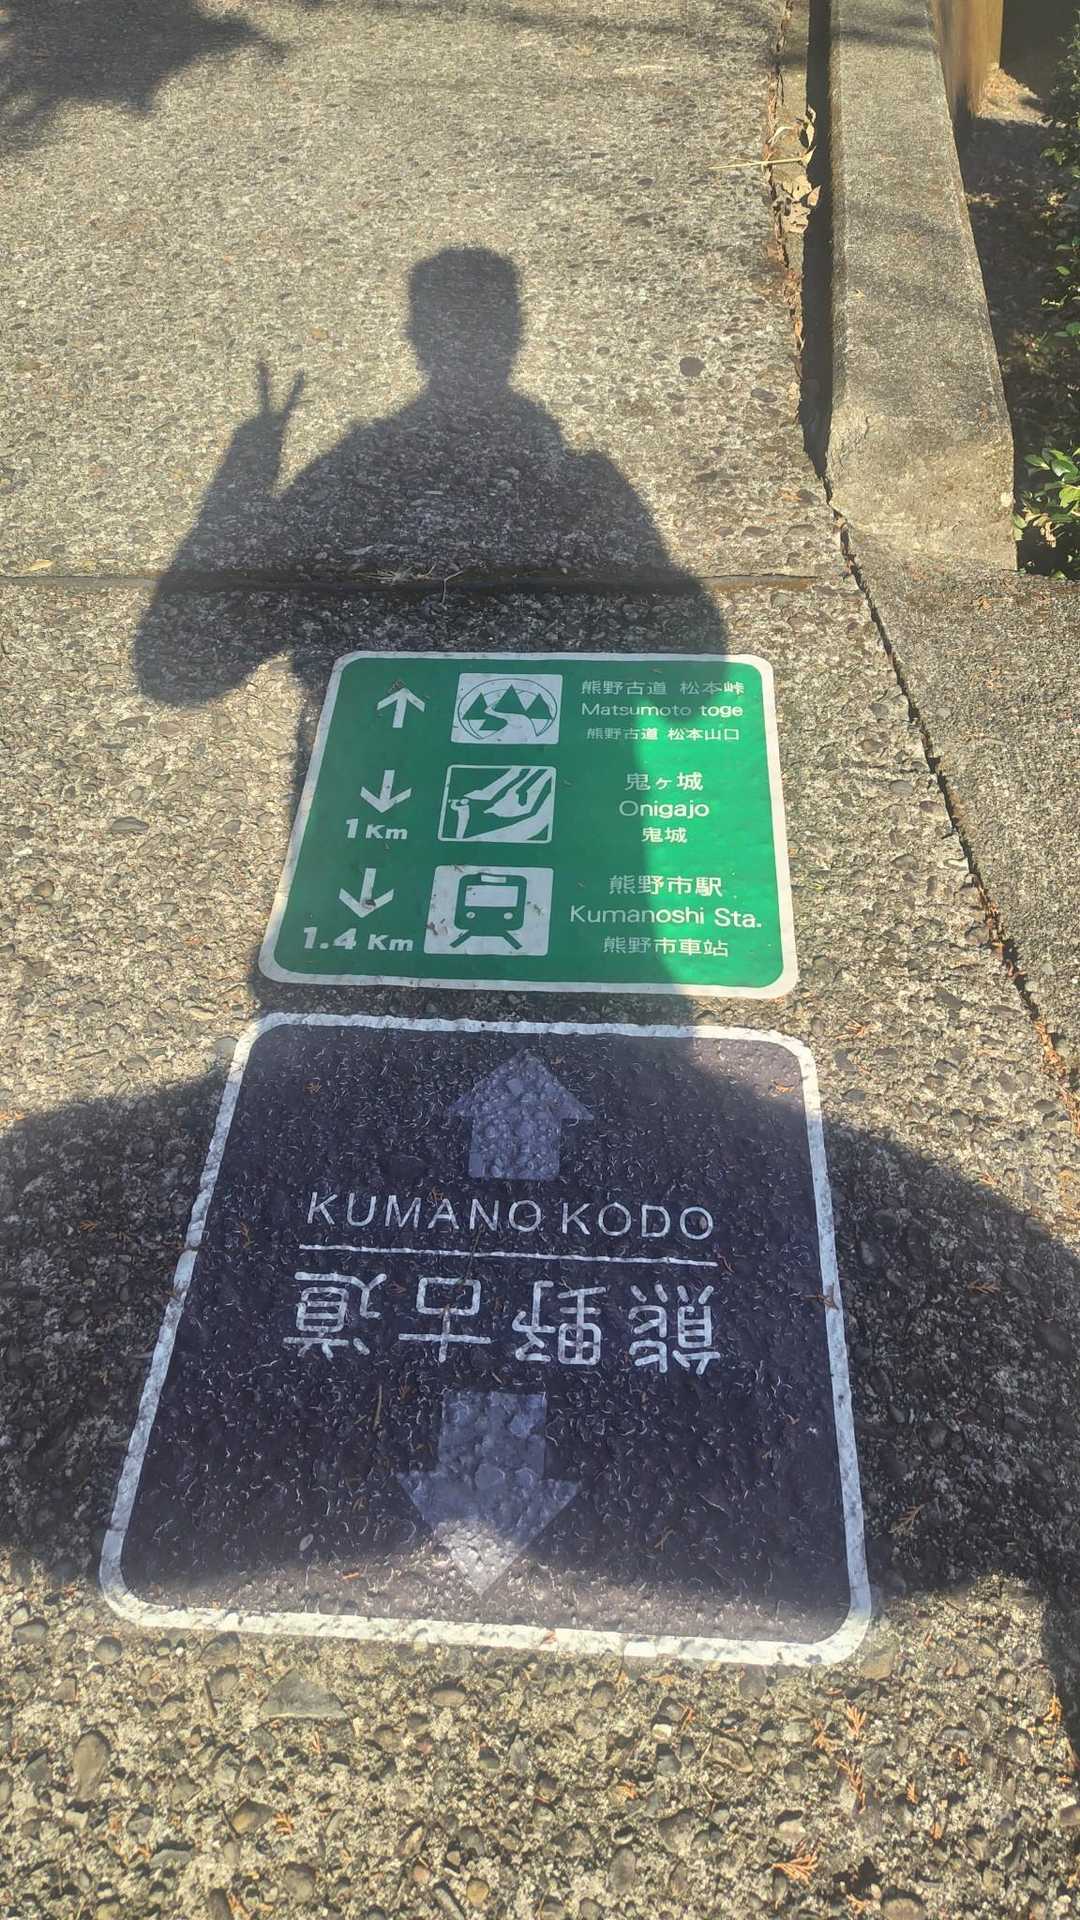 熊野古道 松本峠
Matsumoto toge
熊野古道 松本山口
鬼ヶ城
Onigajo
1Km
鬼城
熊野市駅
Kumanoshi Sta.
1.4 Km
熊野市車站
KUMANO KODO
熊野古道